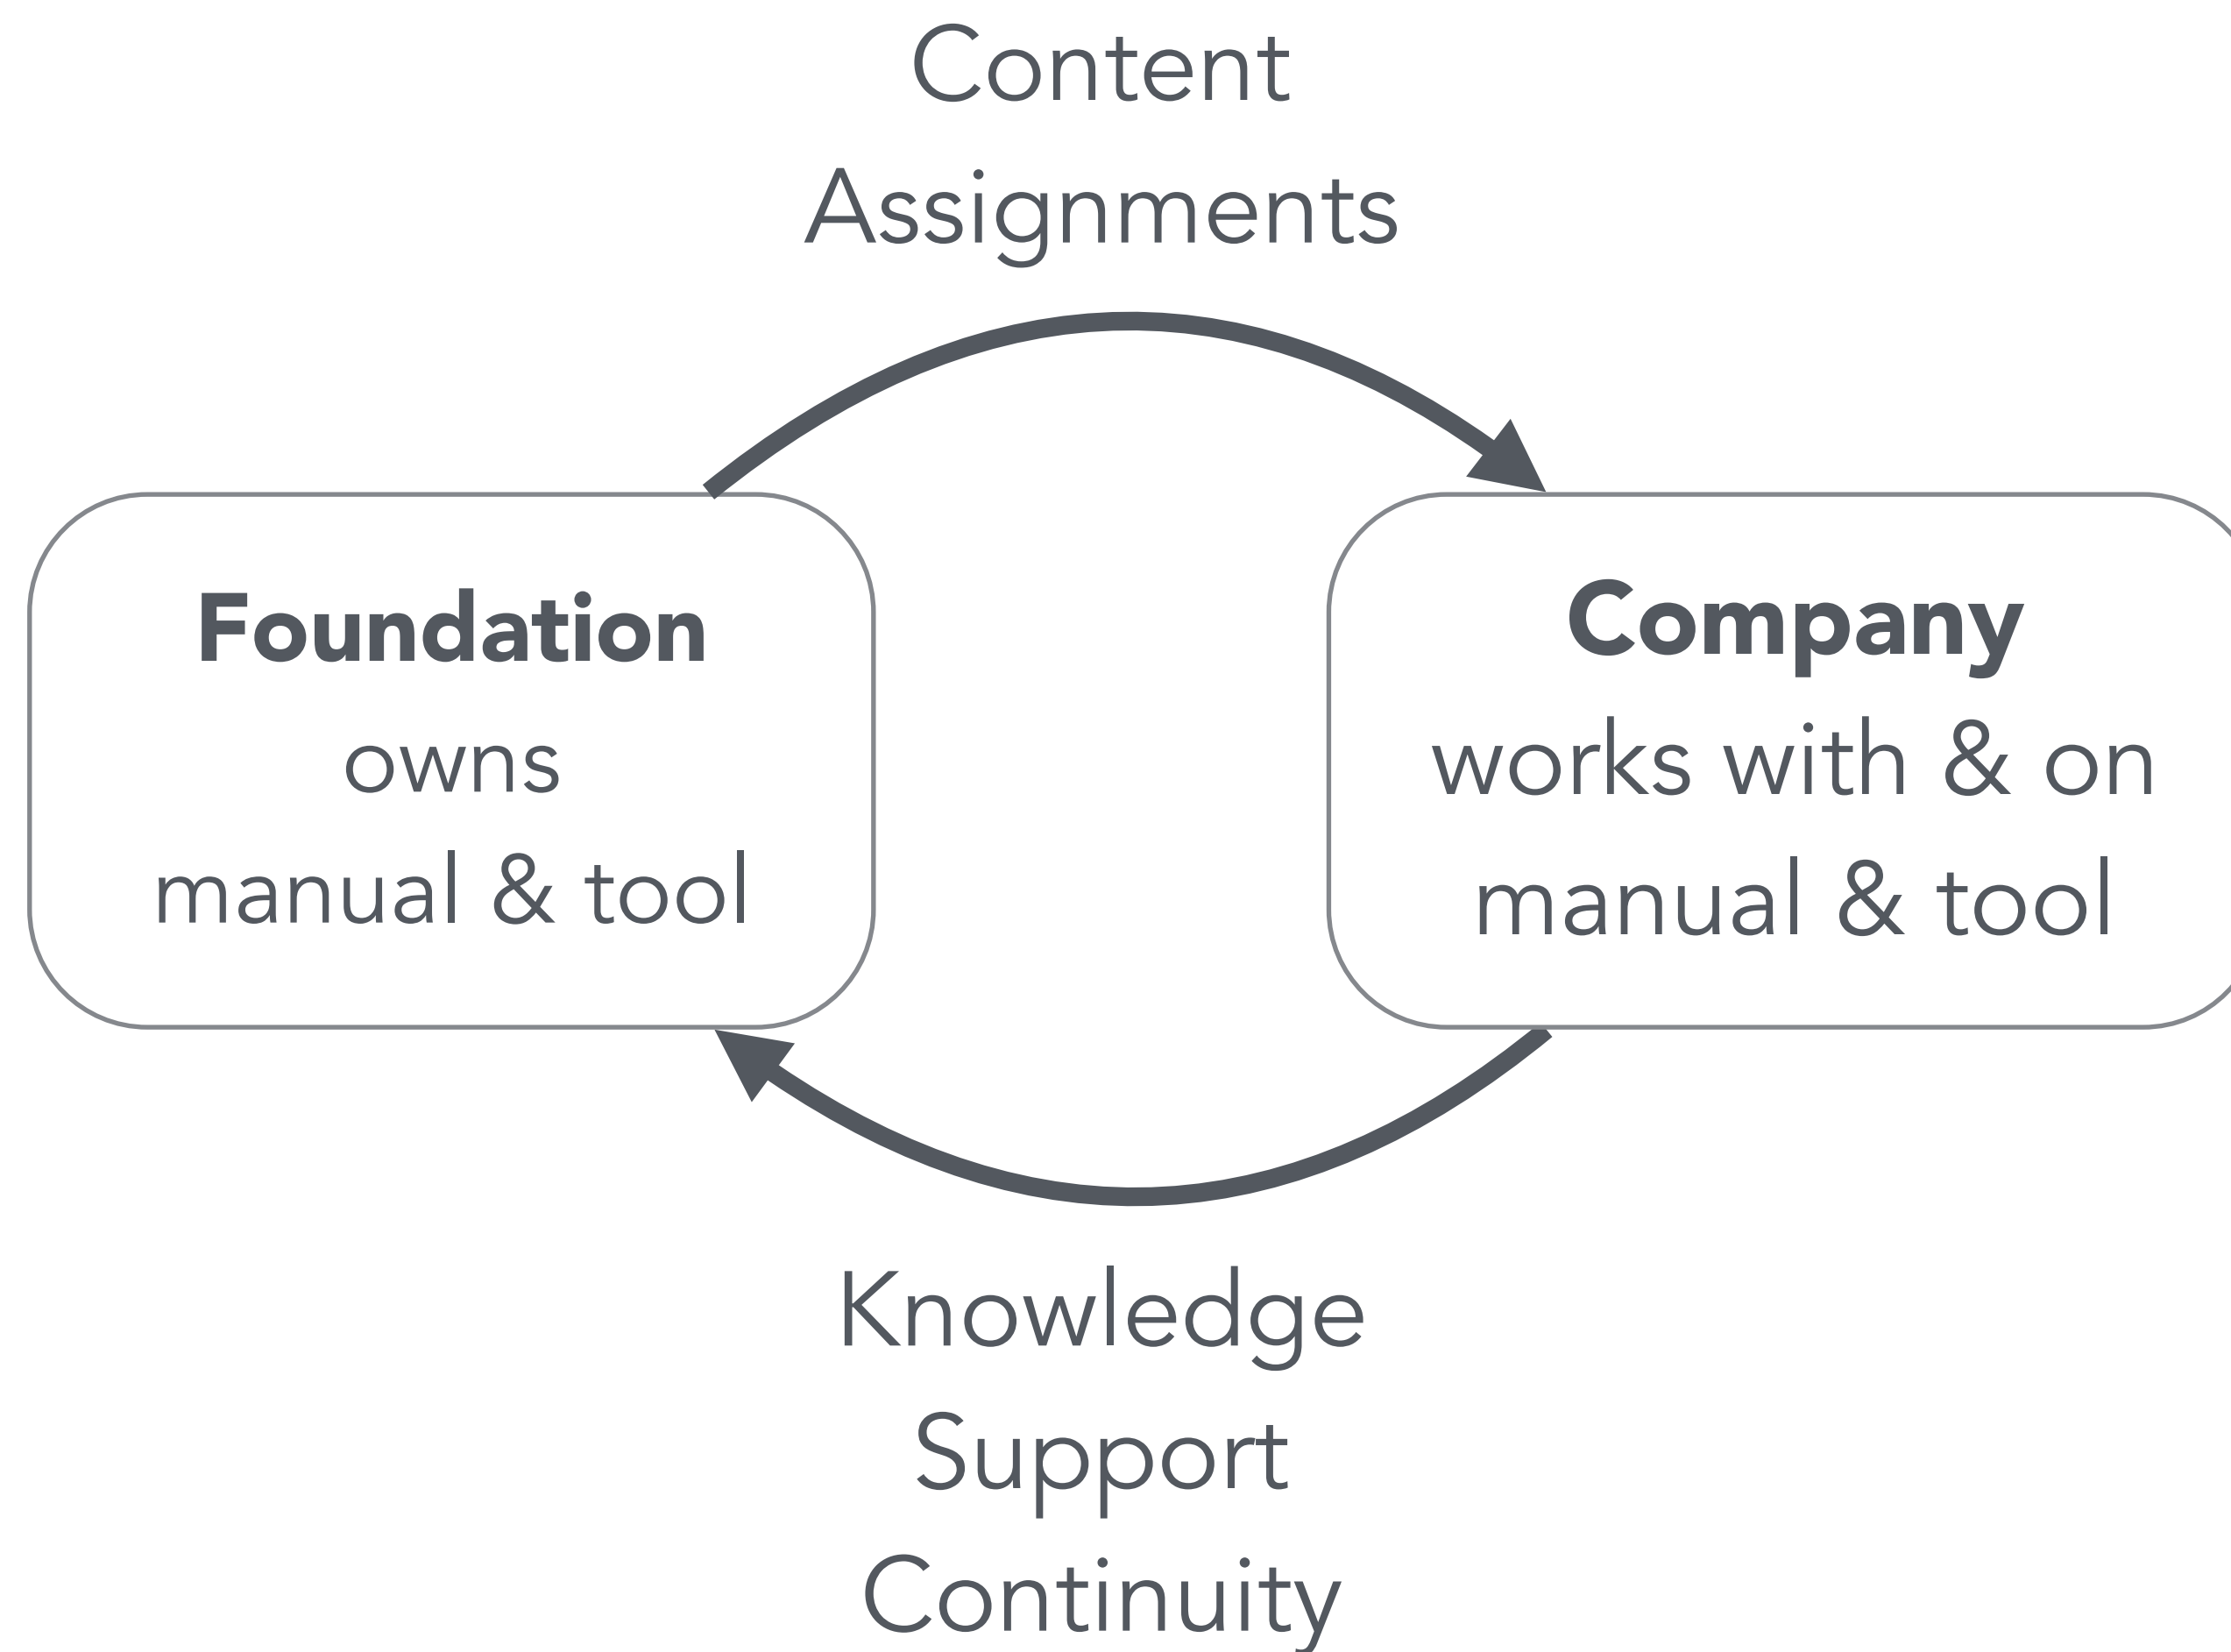 Content
Assignments
Foundation
owns
manual & tool
Company
works with & on
manual & tool
Knowledge
Support
Continuity